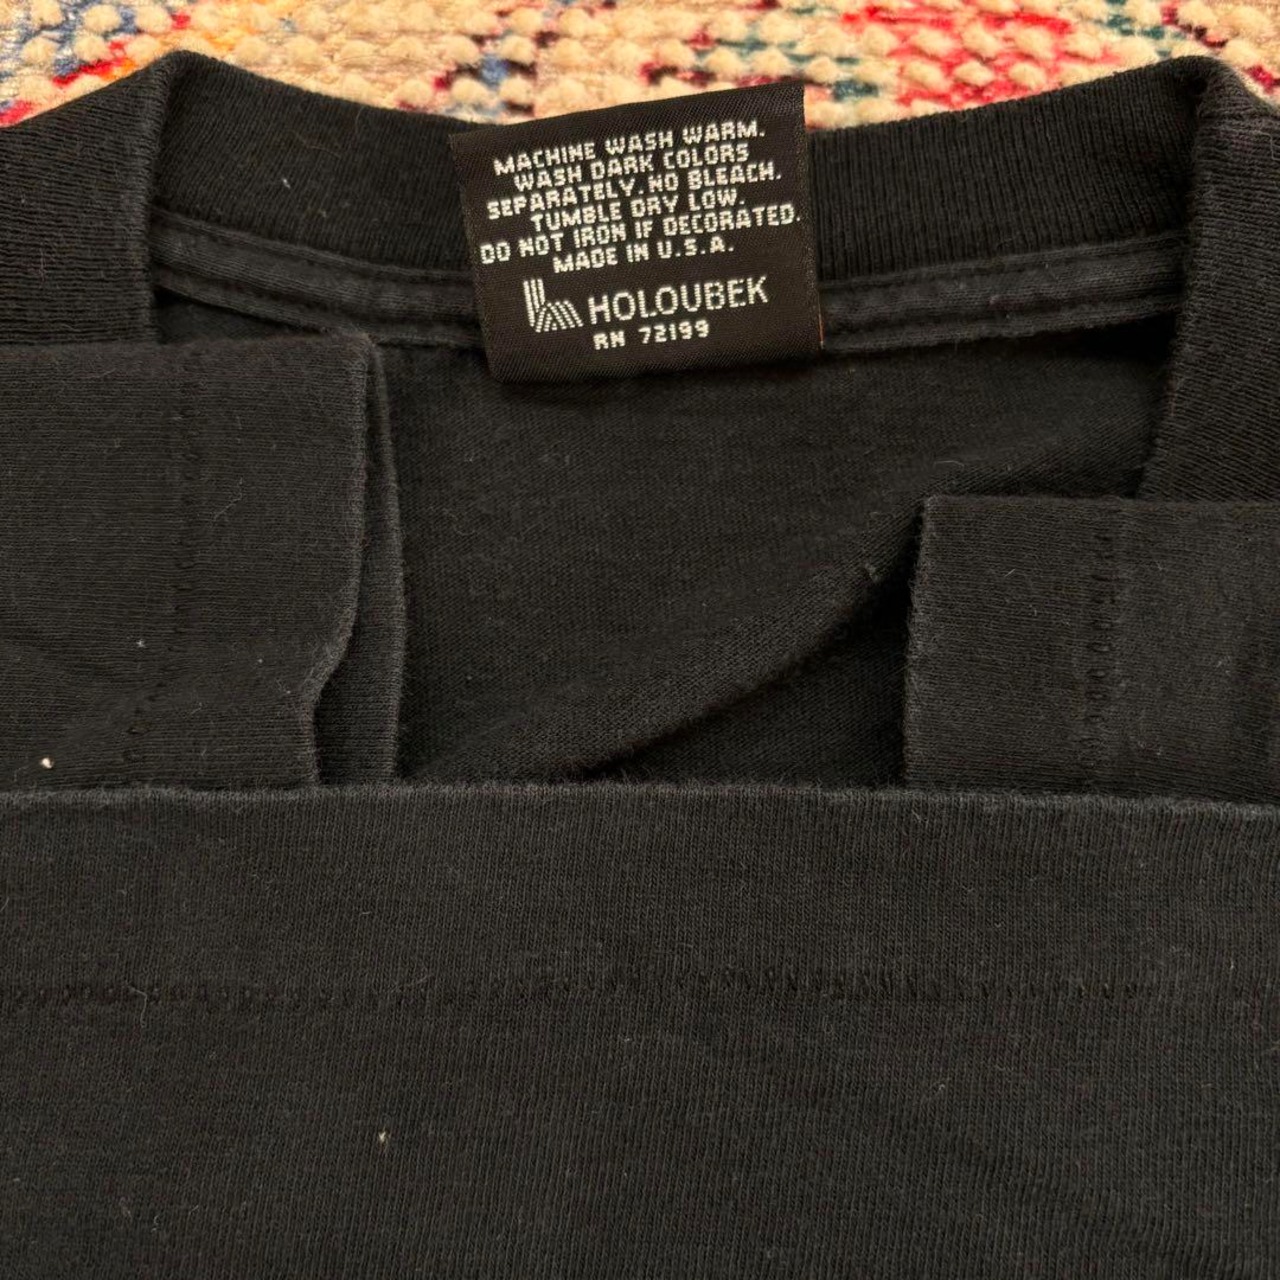 MACHINE WASH WARM.
WASH DARK COLORS
SEPARATELY. NO BLEACH.
TUMBLE DRY LOW.
DO NOT IRON IF DECORATED.
MADE IN U.S.A.
HOLOUBEK
RN 72199